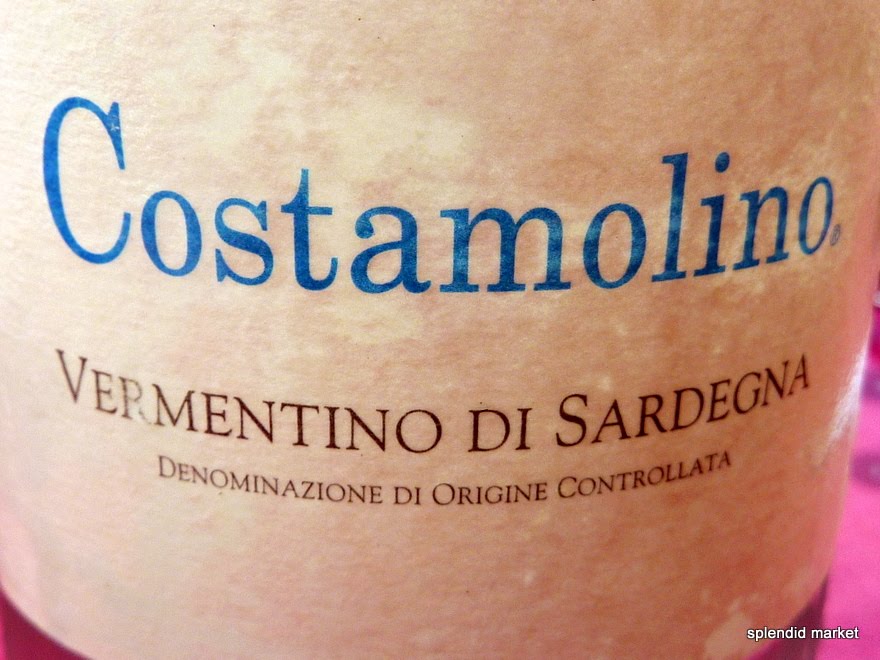 Costamolino®
VERMENTINO DI SARDEGNA
DENOMINAZIONE DI ORIGINE CONTROLLATA
splendid market